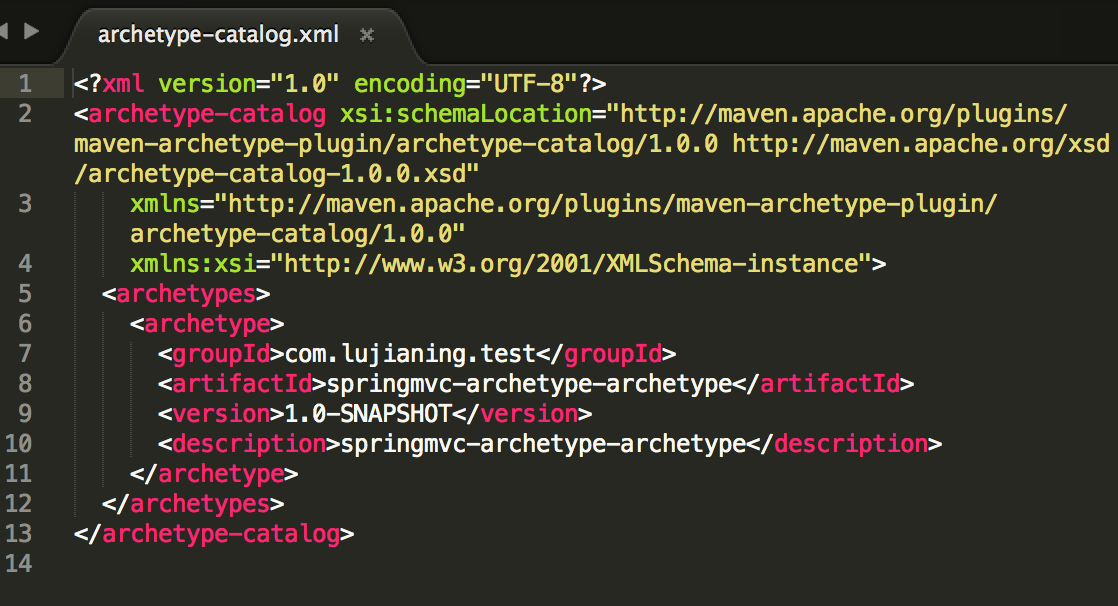 archetype-catalog.xml ×
1 <?xml version="1.0" encoding="UTF-8"?>
2 <archetype-catalog xsi:schemaLocation="http://maven.apache.org/plugins/
maven-archetype-plugin/archetype-catalog/1.0.0 http://maven.apache.org/xsd
/archetype-catalog-1.0.0.xsd"
3     xmlns="http://maven.apache.org/plugins/maven-archetype-plugin/
    archetype-catalog/1.0.0"
4     xmlns:xsi="http://www.w3.org/2001/XMLSchema-instance">
5   <archetypes>
6     <archetype>
7       <groupId>com.lujianing.test</groupId>
8       <artifactId>springmvc-archetype-archetype</artifactId>
9       <version>1.0-SNAPSHOT</version>
10       <description>springmvc-archetype-archetype</description>
11     </archetype>
12   </archetypes>
13 </archetype-catalog>
14